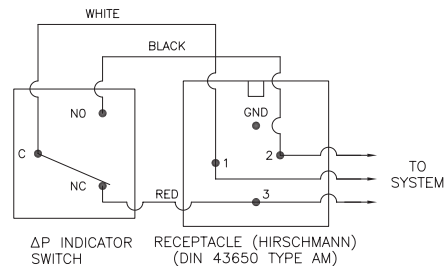 WHITE
BLACK
NO
GND
C
1
2
NC
RED
3
TO
SYSTEM
ΔP INDICATOR
SWITCH
RECEPTACLE (HIRSCHMANN)
(DIN 43650 TYPE AM)